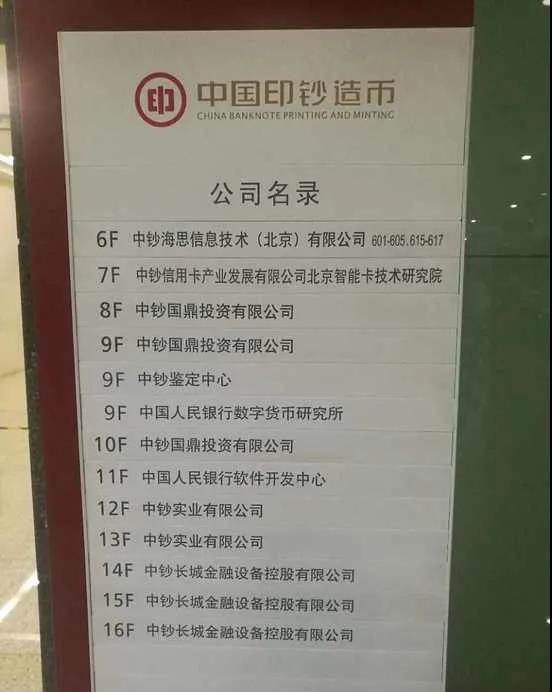 印 中国印钞造币
CHINA BANKNOTE PRINTING AND MINTING
公司名录
6F 中钞海思信息技术（北京）有限公司 601-605.615-617
7F 中钞信用卡产业发展有限公司北京智能卡技术研究院
8F 中钞国鼎投资有限公司
9F 中钞国鼎投资有限公司
9F 中钞鉴定中心
9F 中国人民银行数字货币研究所
10F 中钞国鼎投资有限公司
11F 中国人民银行软件开发中心
12F 中钞实业有限公司
13F 中钞实业有限公司
14F 中钞长城金融设备控股有限公司
15F 中钞长城金融设备控股有限公司
16F 中钞长城金融设备控股有限公司